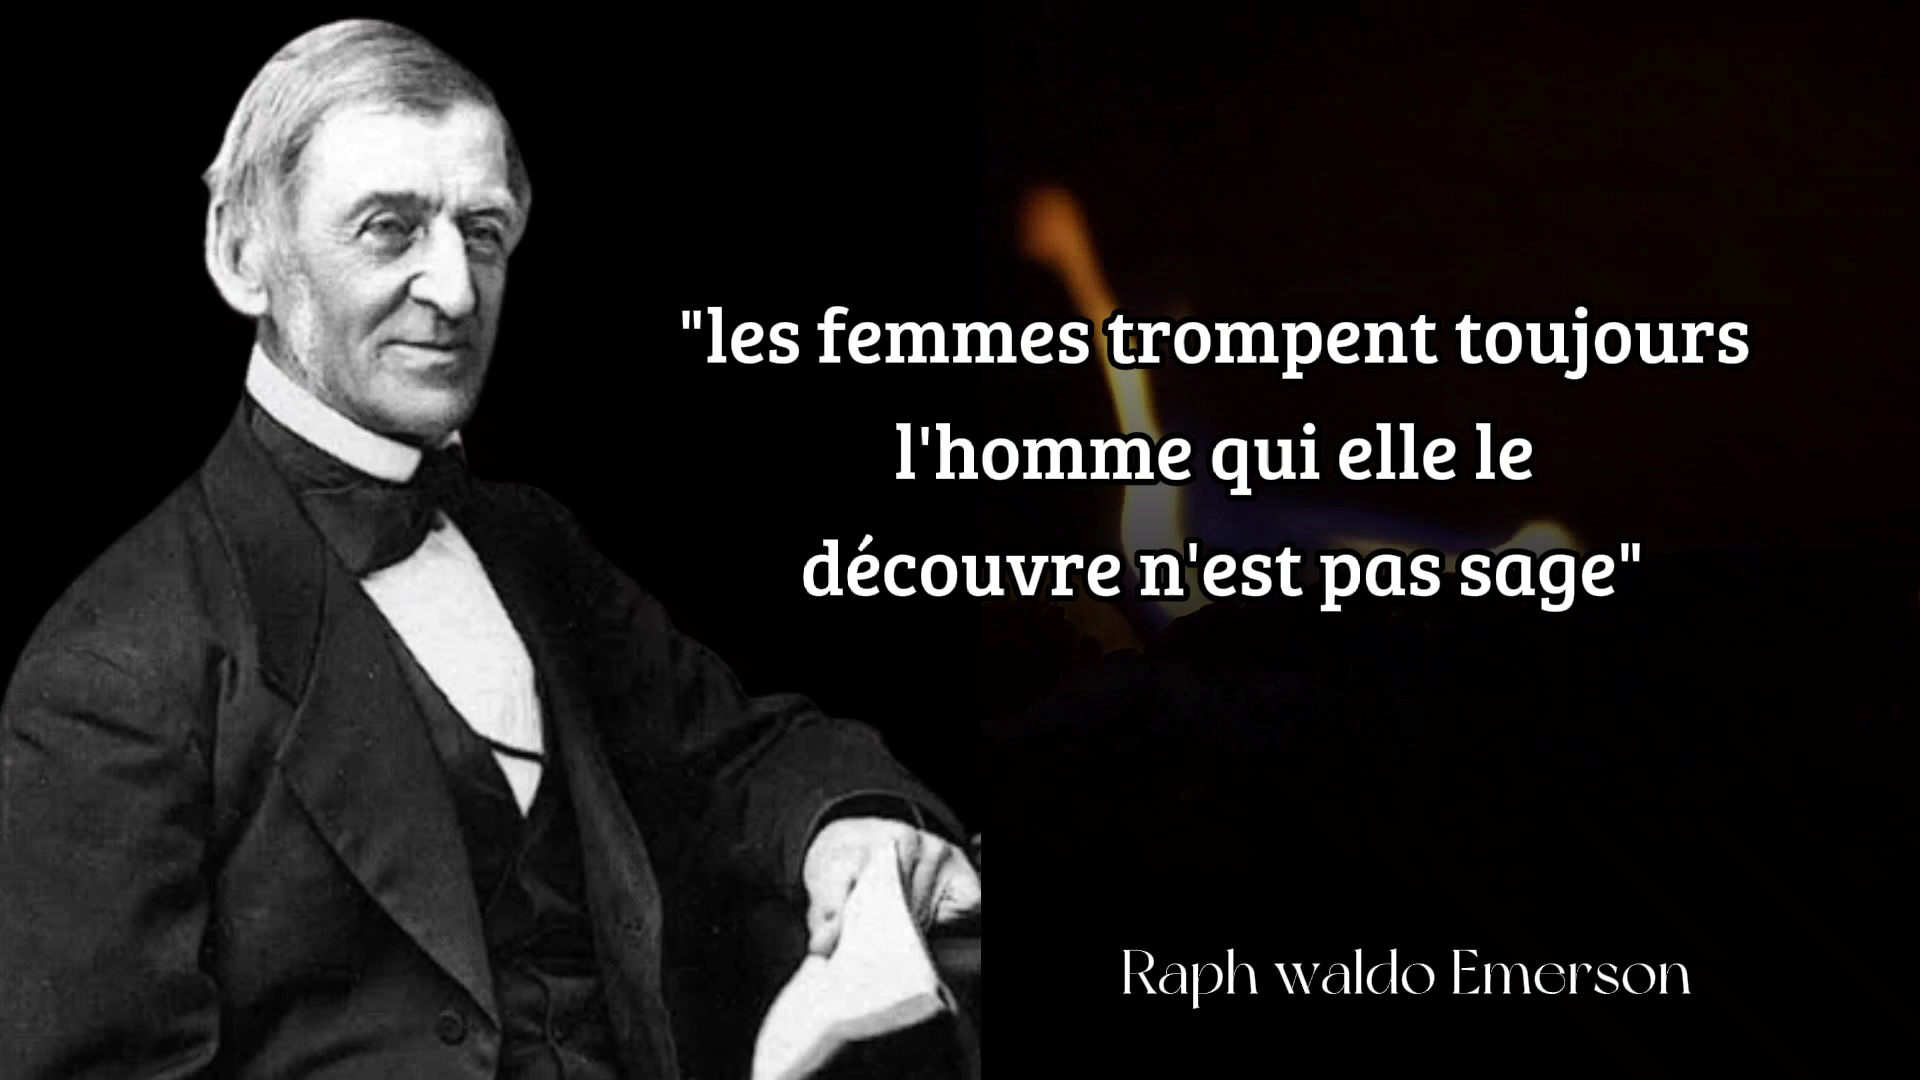 "les femmes trompent toujours
l'homme qui elle le
découvre n'est pas sage"
Raph waldo Emerson